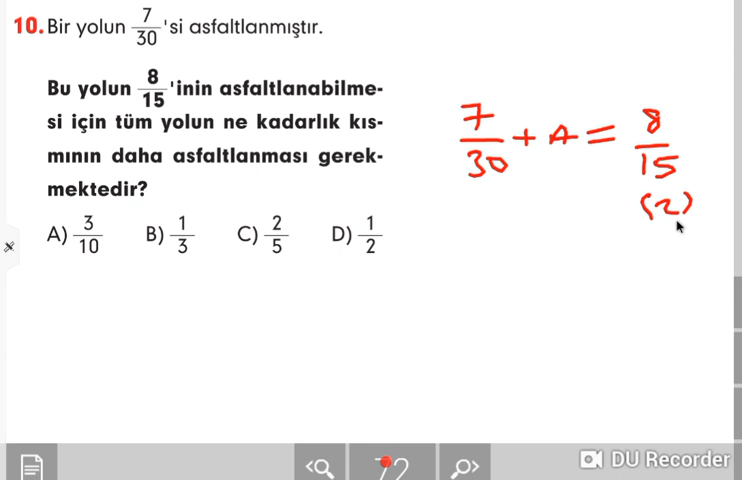 10. Bir yolun 7/30 'si asfaltlanmıştır.
Bu yolun 8/15 'inin asfaltlanabilme-
si için tüm yolun ne kadarlık kıs-
mının daha asfaltlanması gerek-
mektedir?
A) 3/10 B) 1/3 C) 2/5 D) 1/2
7/30 + A = 8/15
(2)
72
DU Recorder